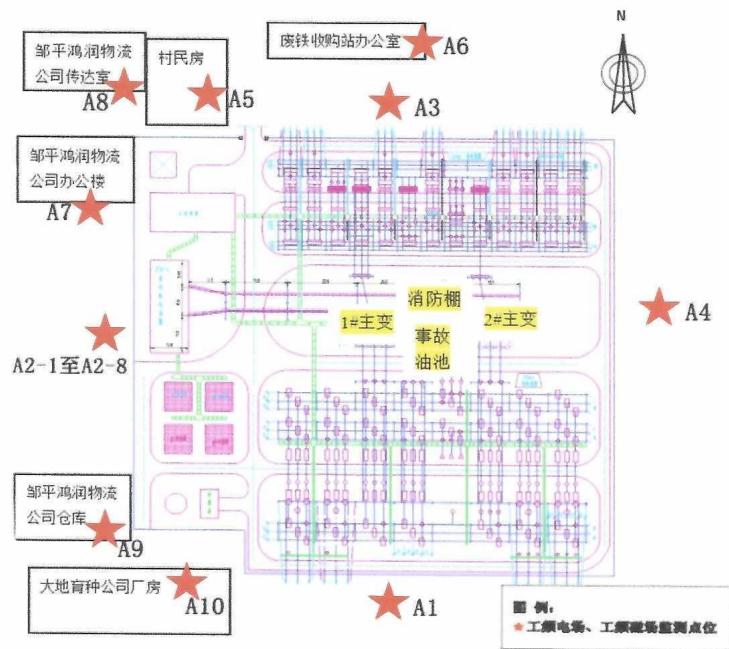 N
邹平鸿润物流
公司传达室
A8
村民房
A5
废铁收购站办公室
A6
A3
邹平鸿润物流
公司办公楼
A7
消防棚
1#主变
2#主变
事故
油池
A4
A2-1至A2-8
邹平鸿润物流
公司仓库
A9
大地育种公司厂房
A10
A1
图 例:
工频电场、工频磁场监测点位